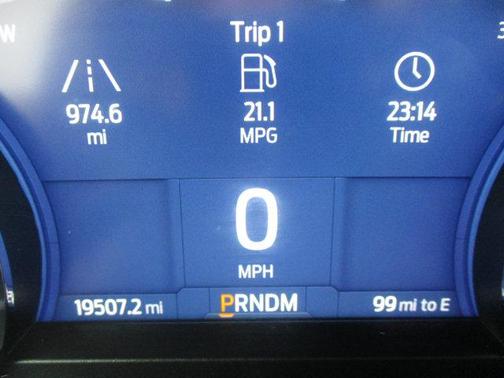 W Trip 1 3
974.6 21.1 23:14
mi MPG Time
0
MPH
19507.2 mi PRNDM 99 mi to E